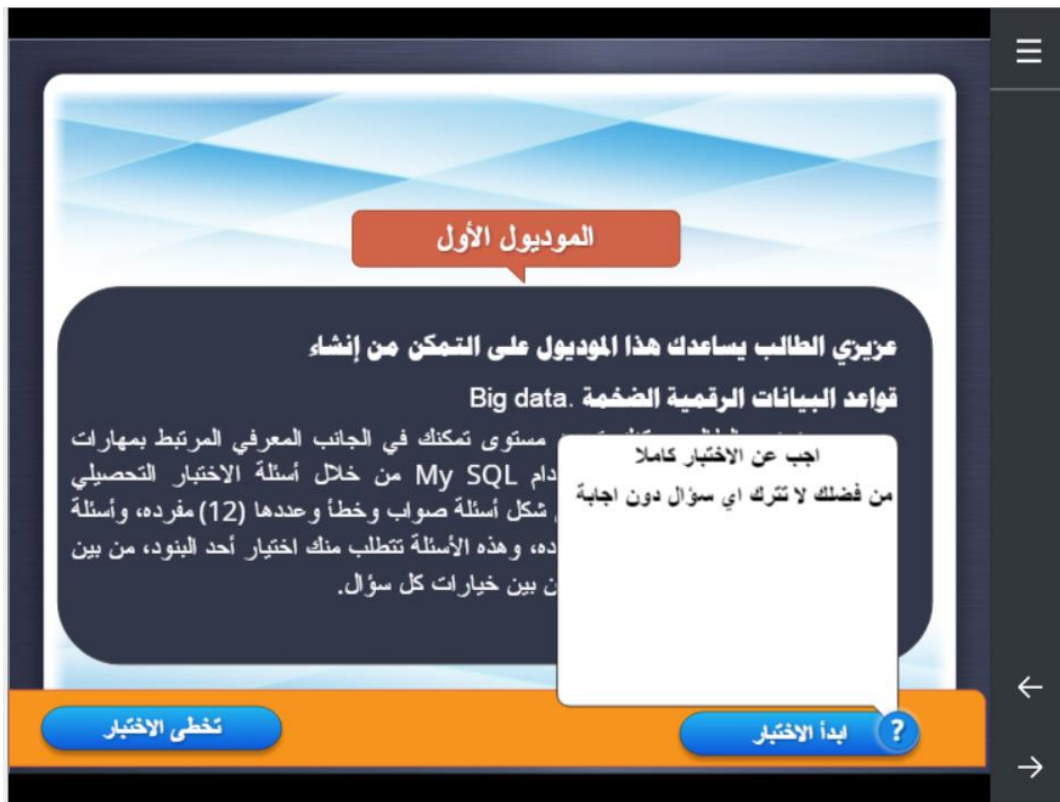 الموديول الأول
عزيزي الطالب يساعدك هذا الموديول على التمكن من إنشاء
قواعد البيانات الرقمية الضخمة .Big data
مستوى تمكنك في الجانب المعرفي المرتبط بمهارات
My SQL من خلال أسئلة الاختبار التحصيلي
شكل أسئلة صواب وخطأ وعددها (12) مفرده، وأسئلة
وهذه الأسئلة تتطلب منك اختيار أحد البنود، من بين
بين خيارات كل سؤال.
اجب عن الاختبار كاملا
من فضلك لا تترك اي سؤال دون اجابة
ابدأ الاختبار ?
تخطى الاختبار